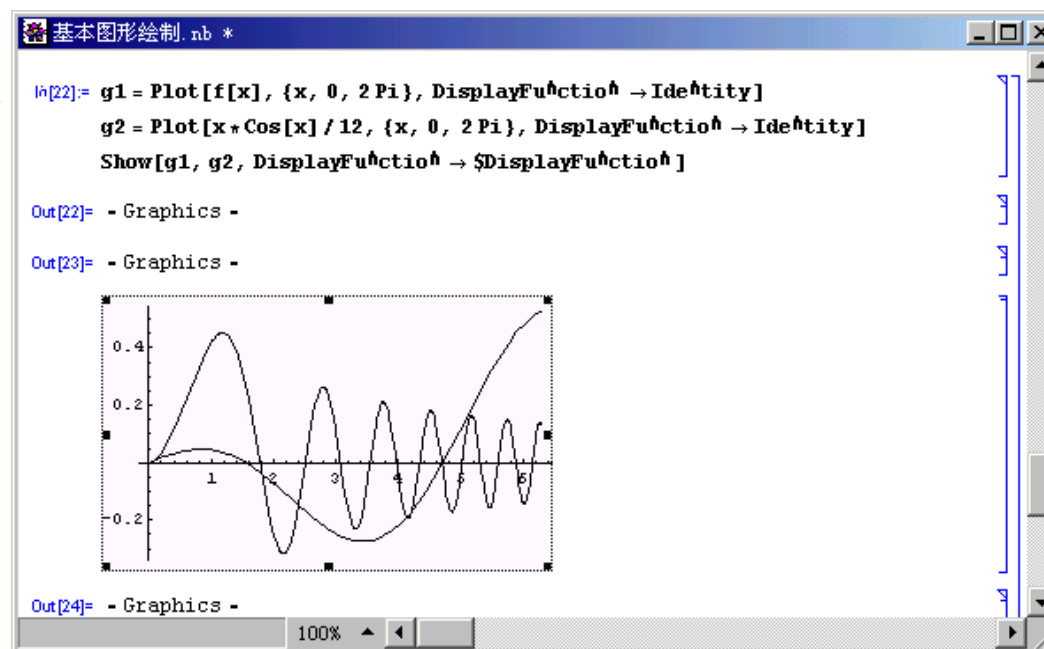 基本图形绘制.nb *
In[22]:= g1 = Plot[f[x], {x, 0, 2 Pi}, DisplayFunction → Identity]
g2 = Plot[x * Cos[x] / 12, {x, 0, 2 Pi}, DisplayFunction → Identity]
Show[g1, g2, DisplayFunction → $DisplayFunction]
Out[22]= - Graphics -
Out[23]= - Graphics -
0.4
0.2
1 2 3 4 5 6
-0.2
Out[24]= - Graphics -
100%